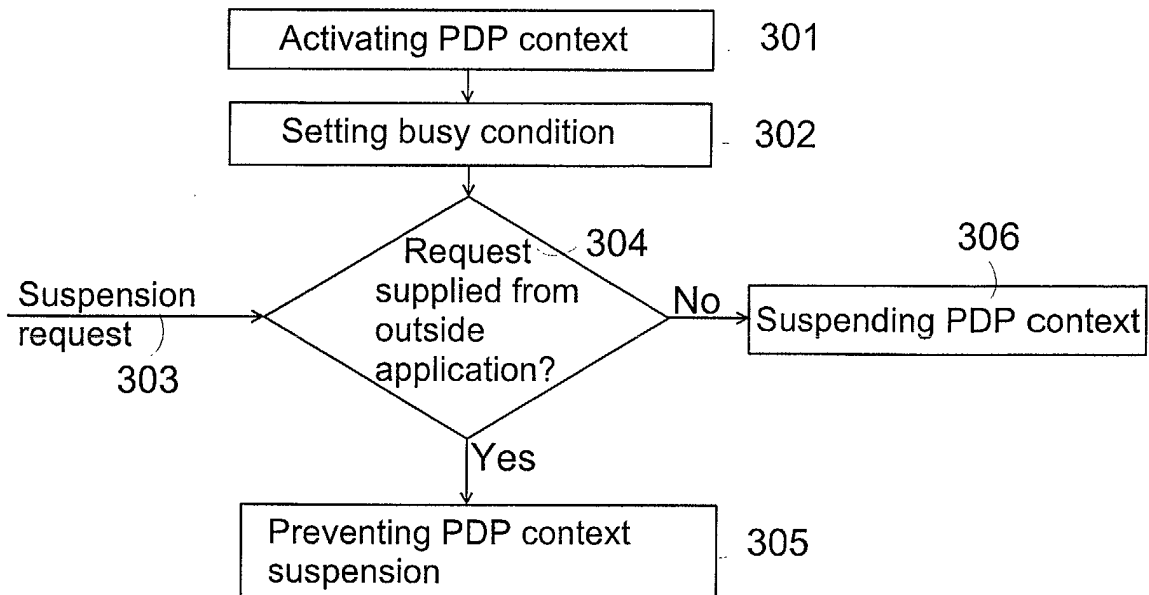 Activating PDP context
301
Setting busy condition
302
Request
304
supplied from
outside
application?
Suspension
request
303
No
306
Suspending PDP context
Yes
Preventing PDP context
suspension
305